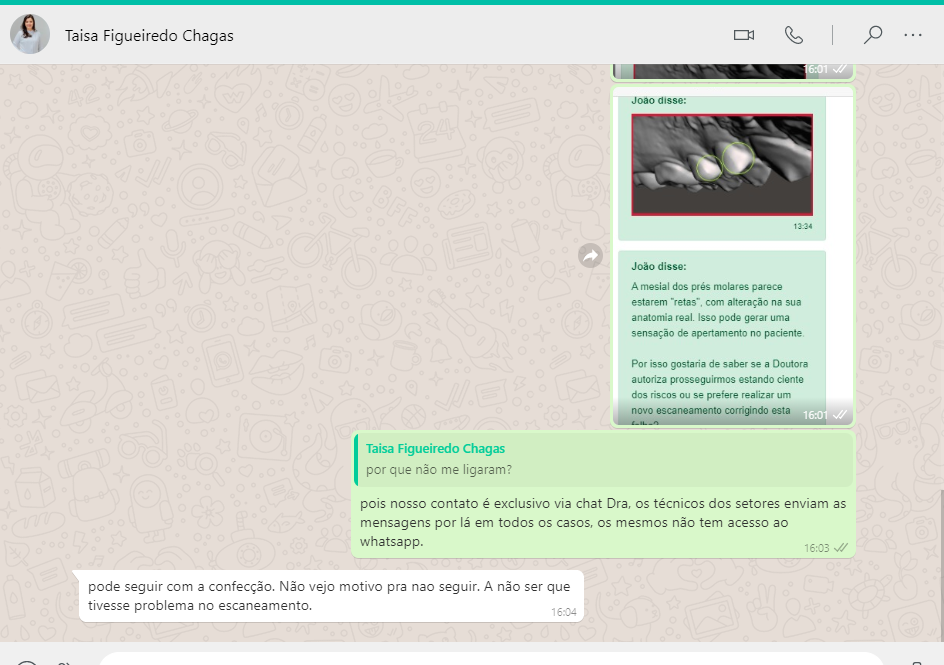 Taisa Figueiredo Chagas
16:01
João disse:
13:34
João disse:
A mesial dos prés molares parece
estarem "retas", com alteração na sua
anatomia real. Isso pode gerar uma
sensação de apertamento no paciente.
Por isso gostaria de saber se a Doutora
autoriza prosseguirmos estando ciente
dos riscos ou se prefere realizar um
novo escaneamento corrigindo esta
falha?
16:01
Taisa Figueiredo Chagas
por que não me ligaram?
pois nosso contato é exclusivo via chat Dra, os técnicos dos setores enviam as
mensagens por lá em todos os casos, os mesmos não tem acesso ao
whatsapp.
16:03
pode seguir com a confecção. Não vejo motivo pra nao seguir. A não ser que
tivesse problema no escaneamento.
16:04